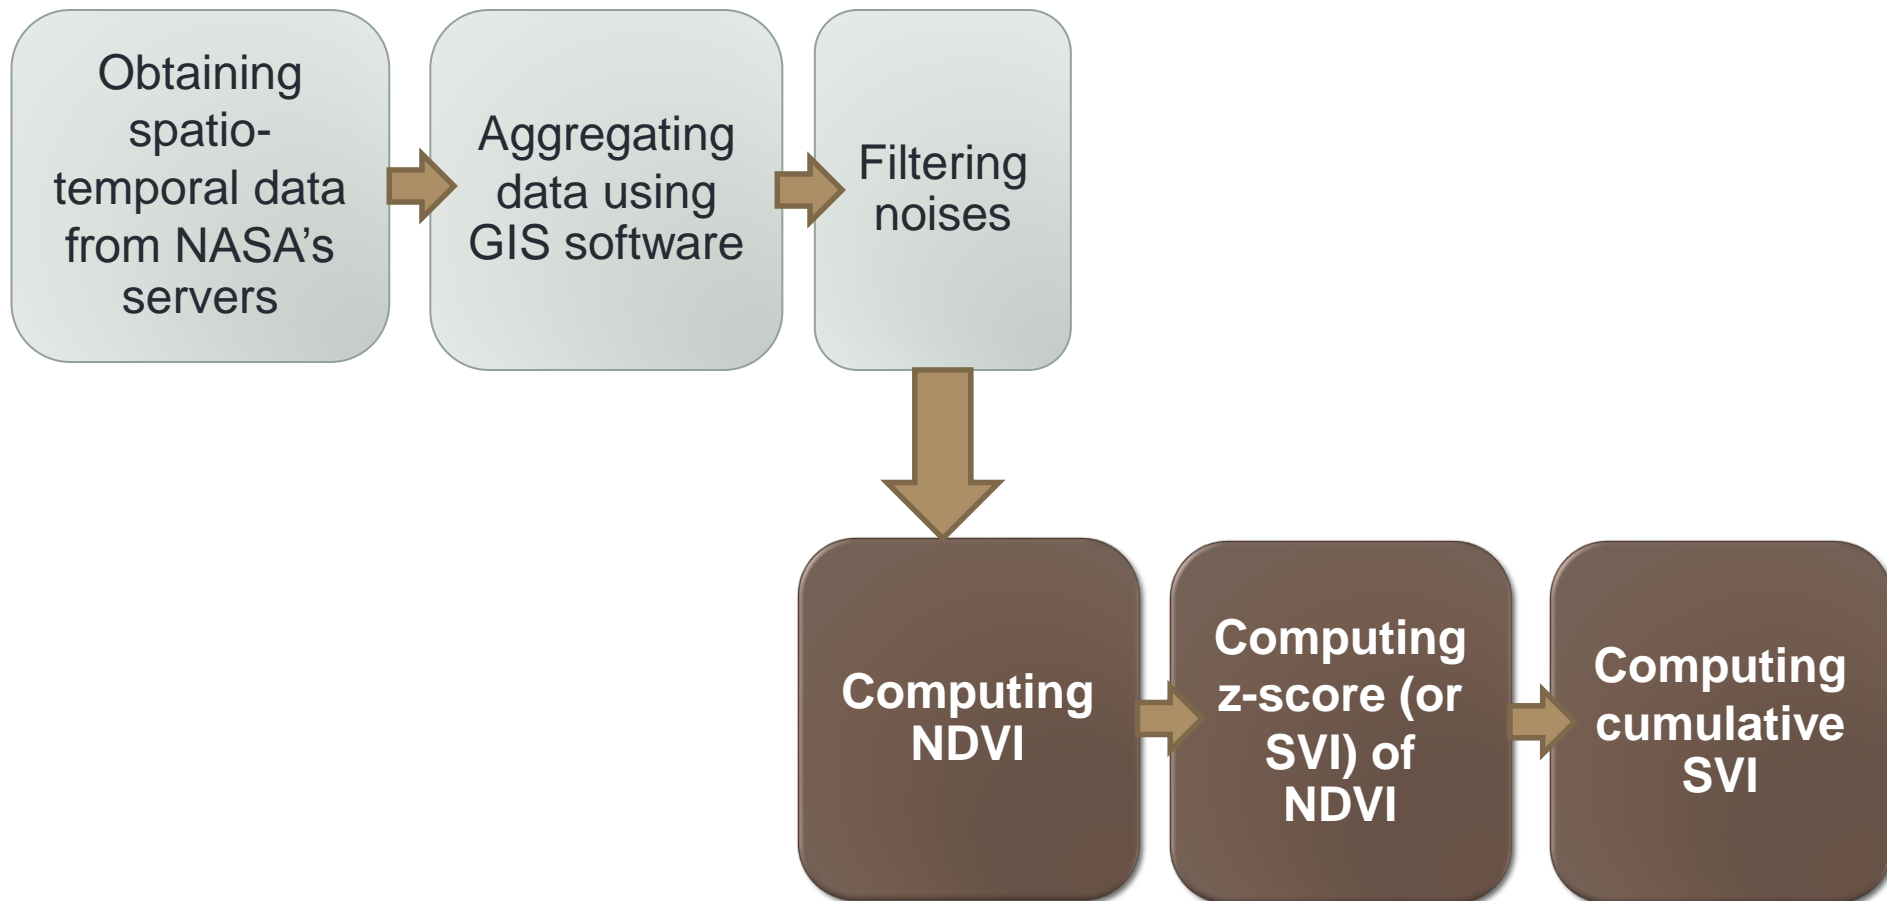 Obtaining
spatio-
temporal data
from NASA's
servers
Aggregating
data using
GIS software
Filtering
noises
Computing
NDVI
Computing
z-score (or
SVI) of
NDVI
Computing
cumulative
SVI